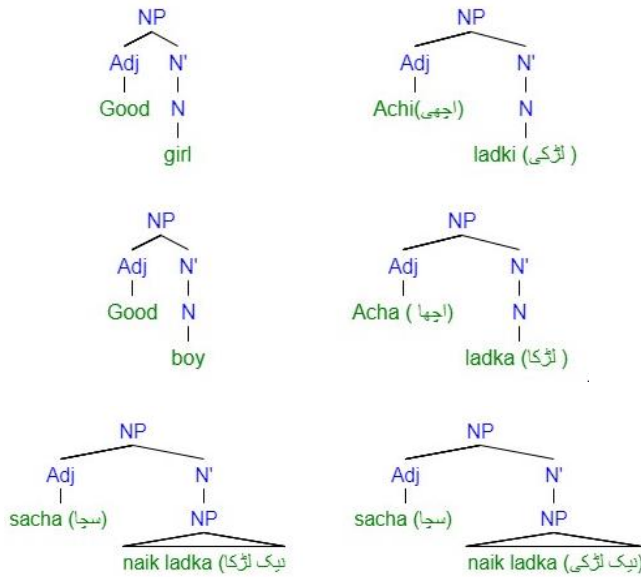 NP NP
Adj N' Adj N'
Good N Achi(اچھی) N
girl ladki (لڑکی )
NP NP
Adj N' Adj N'
Good N Acha ( اچھا) N
boy ladka (لڑکا )
NP NP
Adj N' Adj N'
sacha (سچا) NP sacha (سچا) NP
naik ladka (نیک لڑکا naik ladka (نیک لڑکی)